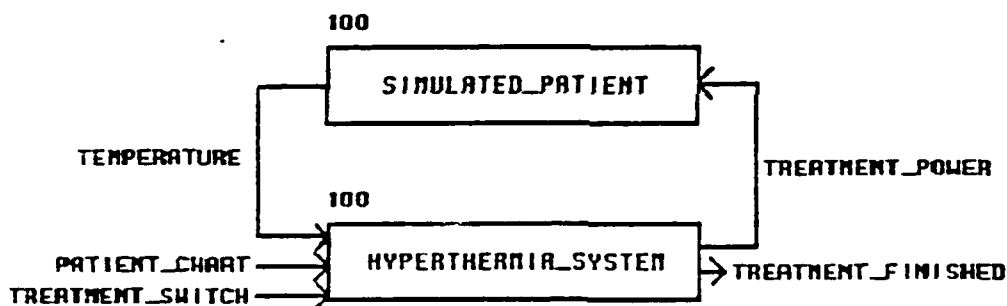 100
SIMULATED_PATIENT
TEMPERATURE
TREATMENT_POWER
100
PATIENT_CHART
HYPERTHERMIA_SYSTEM
TREATMENT_FINISHED
TREATMENT_SWITCH